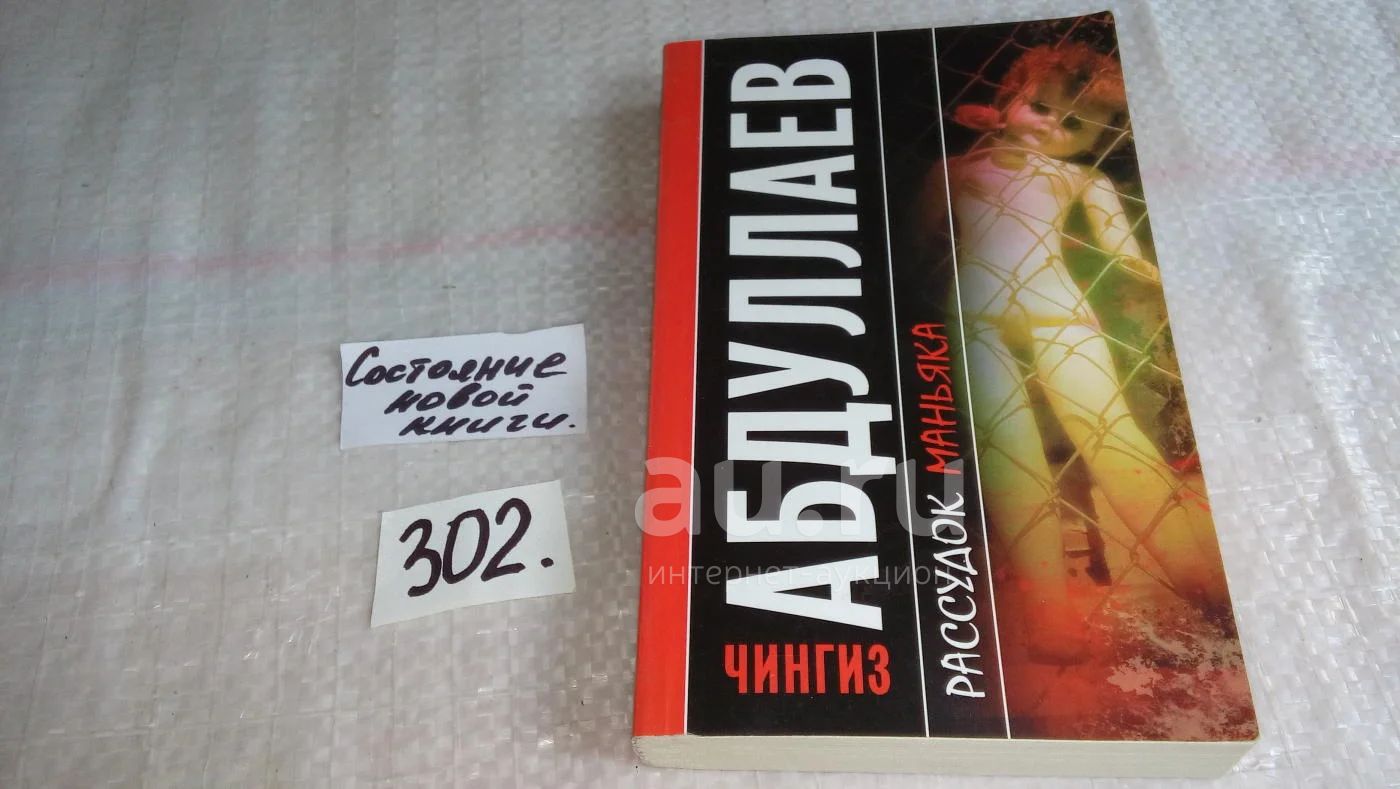 Состояние
новой
книги.
302.
ЧИНГИЗ
АБДУЛЛАЕВ
РАССУДОК МАНЬЯКА
au.ru
интернет-аукцион